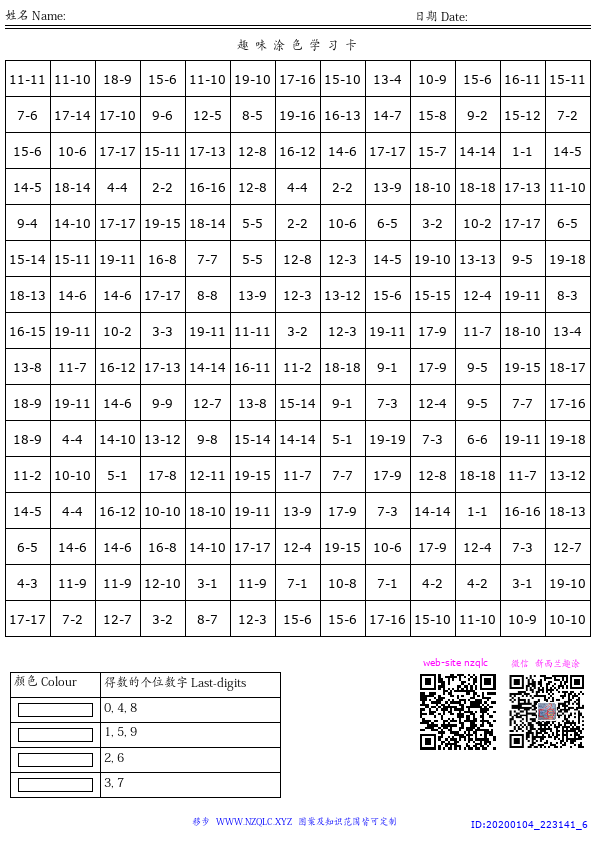 姓名 Name:
日期 Date:
趣 味 涂 色 学 习 卡
11-11 11-10 18-9 15-6 11-10 19-10 17-16 15-10 13-4 10-9 15-6 16-11 15-11
7-6 17-14 17-10 9-6 12-5 8-5 19-16 16-13 14-7 15-8 9-2 15-12 7-2
15-6 10-6 17-17 15-11 17-13 12-8 16-12 14-6 17-17 15-7 14-14 1-1 14-5
14-5 18-14 4-4 2-2 16-16 12-8 4-4 2-2 13-9 18-10 18-18 17-13 11-10
9-4 14-10 17-17 19-15 18-14 5-5 2-2 10-6 6-5 3-2 10-2 17-17 6-5
15-14 15-11 19-11 16-8 7-7 5-5 12-8 12-3 14-5 19-10 13-13 9-5 19-18
18-13 14-6 14-6 17-17 8-8 13-9 12-3 13-12 15-6 15-15 12-4 19-11 8-3
16-15 19-11 10-2 3-3 19-11 11-11 3-2 12-3 19-11 17-9 11-7 18-10 13-4
13-8 11-7 16-12 17-13 14-14 16-11 11-2 18-18 9-1 17-9 9-5 19-15 18-17
18-9 19-11 14-6 9-9 12-7 13-8 15-14 9-1 7-3 12-4 9-5 7-7 17-16
18-9 4-4 14-10 13-12 9-8 15-14 14-14 5-1 19-19 7-3 6-6 19-11 19-18
11-2 10-10 5-1 17-8 12-11 19-15 11-7 7-7 17-9 12-8 18-18 11-7 13-12
14-5 4-4 16-12 10-10 18-10 19-11 13-9 17-9 7-3 14-14 1-1 16-16 18-13
6-5 14-6 14-6 16-8 14-10 17-17 12-4 19-15 10-6 17-9 12-4 7-3 12-7
4-3 11-9 11-9 12-10 3-1 11-9 7-1 10-8 7-1 4-2 4-2 3-1 19-10
17-17 7-2 12-7 3-2 8-7 12-3 15-6 15-6 17-16 15-10 11-10 10-9 10-10
web-site nzqlc
微信 新西兰趣涂
颜色 Colour 得数的个位数字 Last-digits
0, 4, 8
1, 5, 9
2, 6
3, 7
移步 WWW.NZQLC.XYZ 图案及知识范围皆可定制
ID:20200104_223141_6